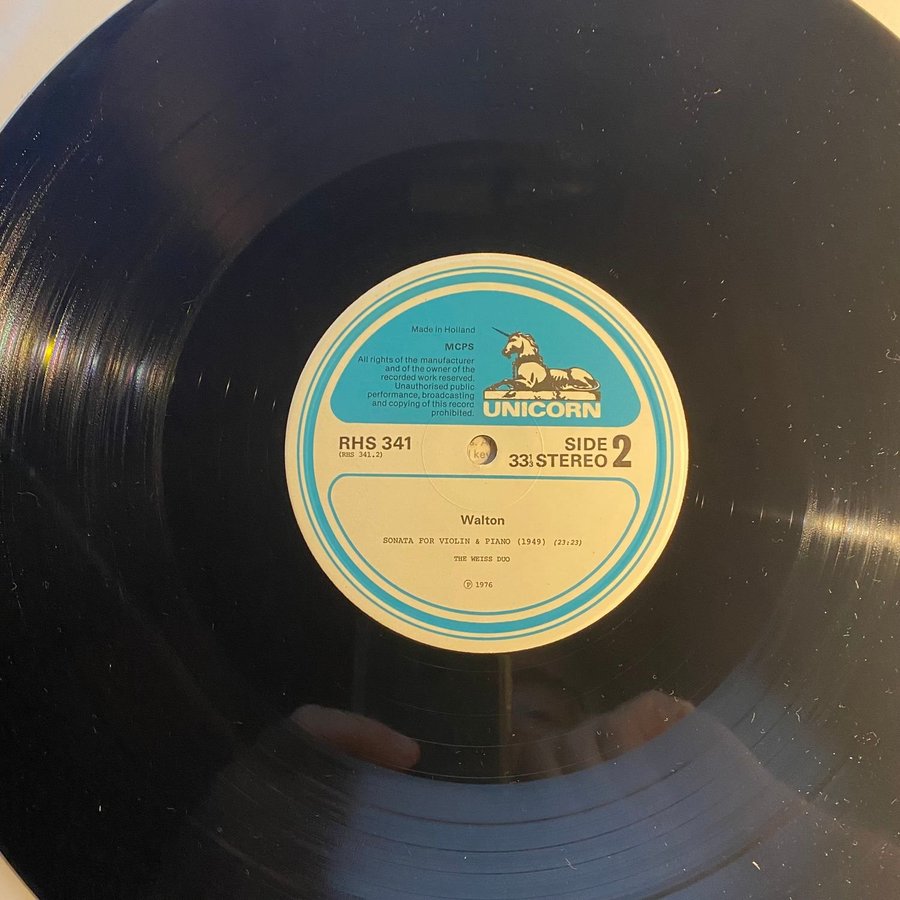 Made in Holland
MCPS
All rights of the manufacturer
and of the owner of the
recorded work reserved.
Unauthorised public
performance, broadcasting
and copying of this record
prohibited.
UNICORN
RHS 341
(RHS 341.2)
SIDE 2
33⅓ STEREO
Walton
SONATA FOR VIOLIN & PIANO (1949) (23:23)
THE WEISS DUO
℗ 1976